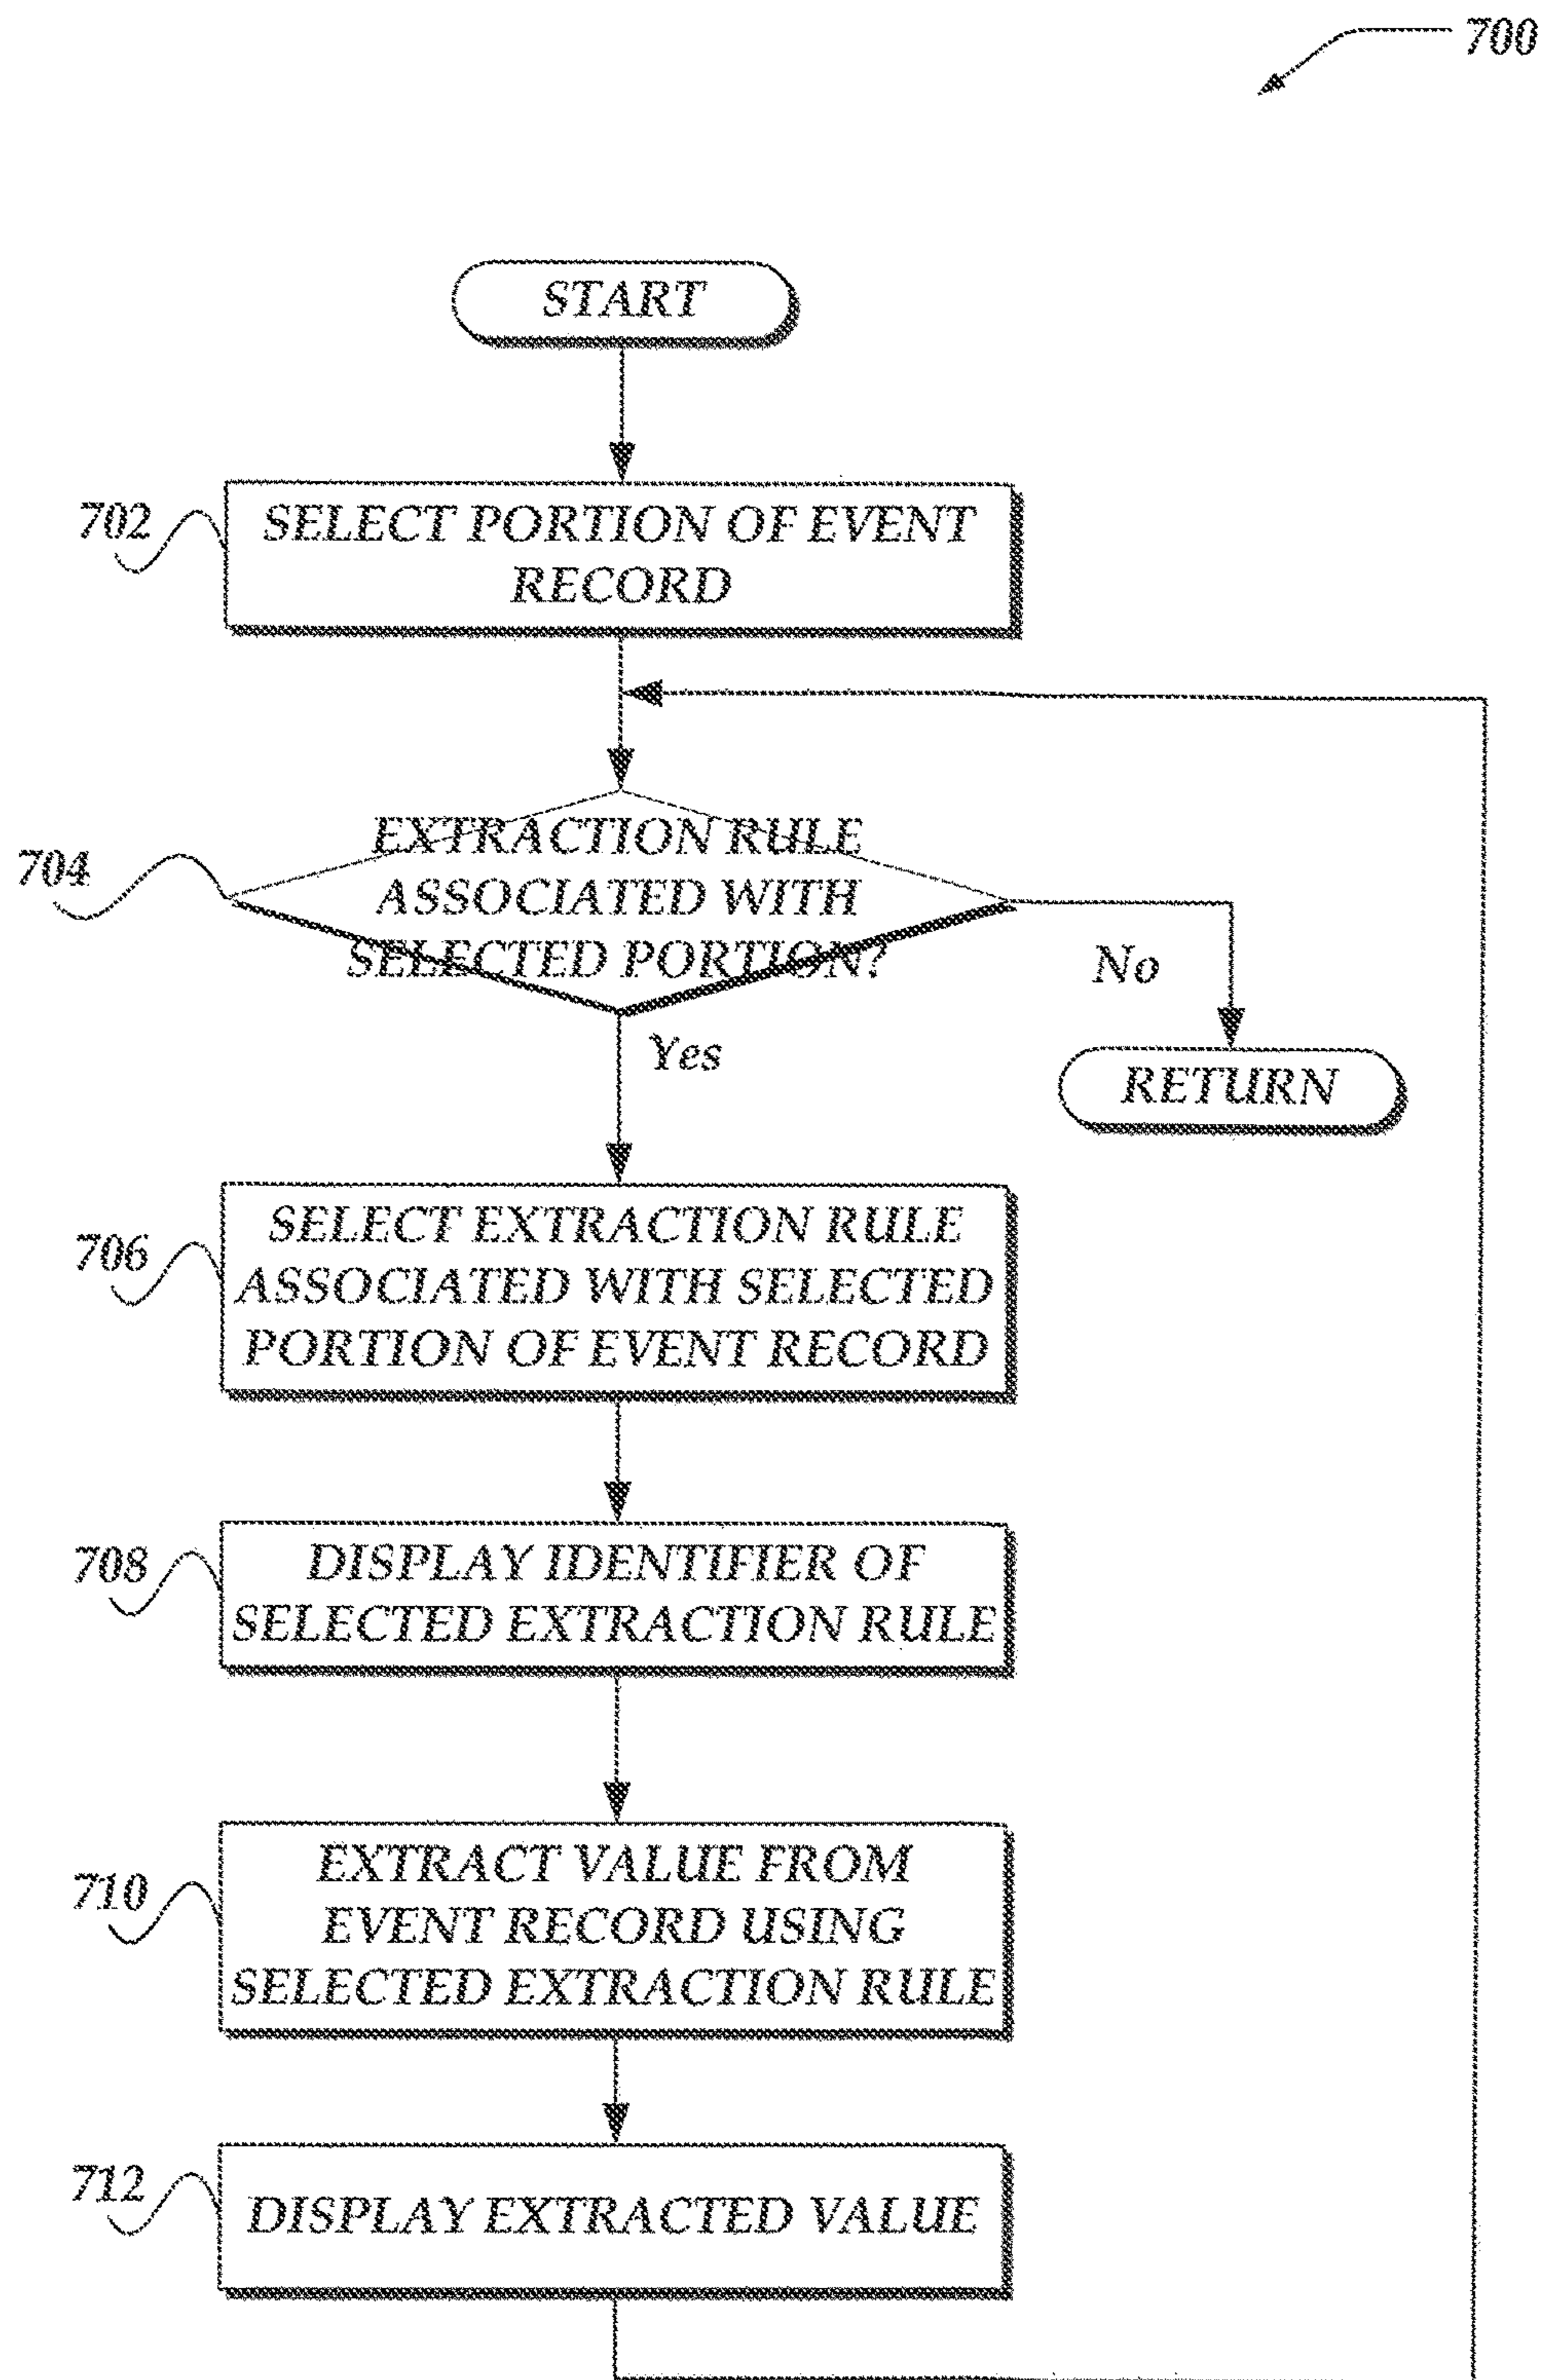 700
START
702
SELECT PORTION OF EVENT
RECORD
704
EXTRACTION RULE
ASSOCIATED WITH
SELECTED PORTION?
No
Yes
RETURN
706
SELECT EXTRACTION RULE
ASSOCIATED WITH SELECTED
PORTION OF EVENT RECORD
708
DISPLAY IDENTIFIER OF
SELECTED EXTRACTION RULE
710
EXTRACT VALUE FROM
EVENT RECORD USING
SELECTED EXTRACTION RULE
712
DISPLAY EXTRACTED VALUE